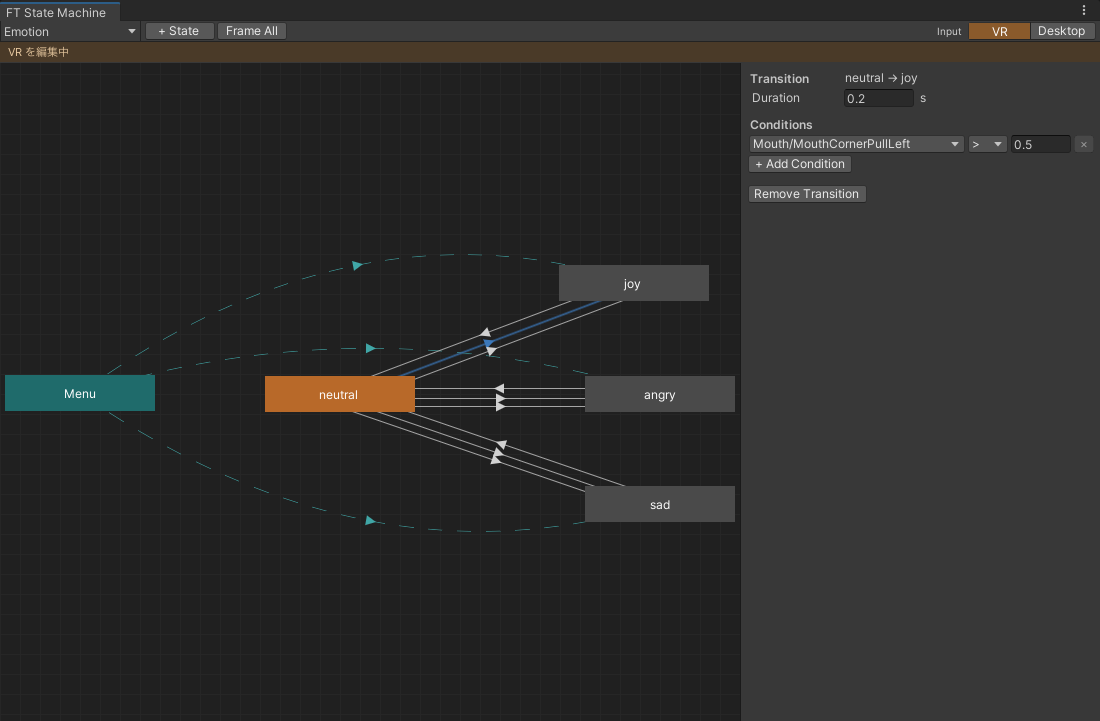 FT State Machine
Emotion + State Frame All Input VR Desktop
VR を編集中
Transition neutral → joy
Duration 0.2 s
Conditions
Mouth/MouthCornerPullLeft > 0.5 ×
+ Add Condition
Remove Transition
joy
Menu
neutral
angry
sad